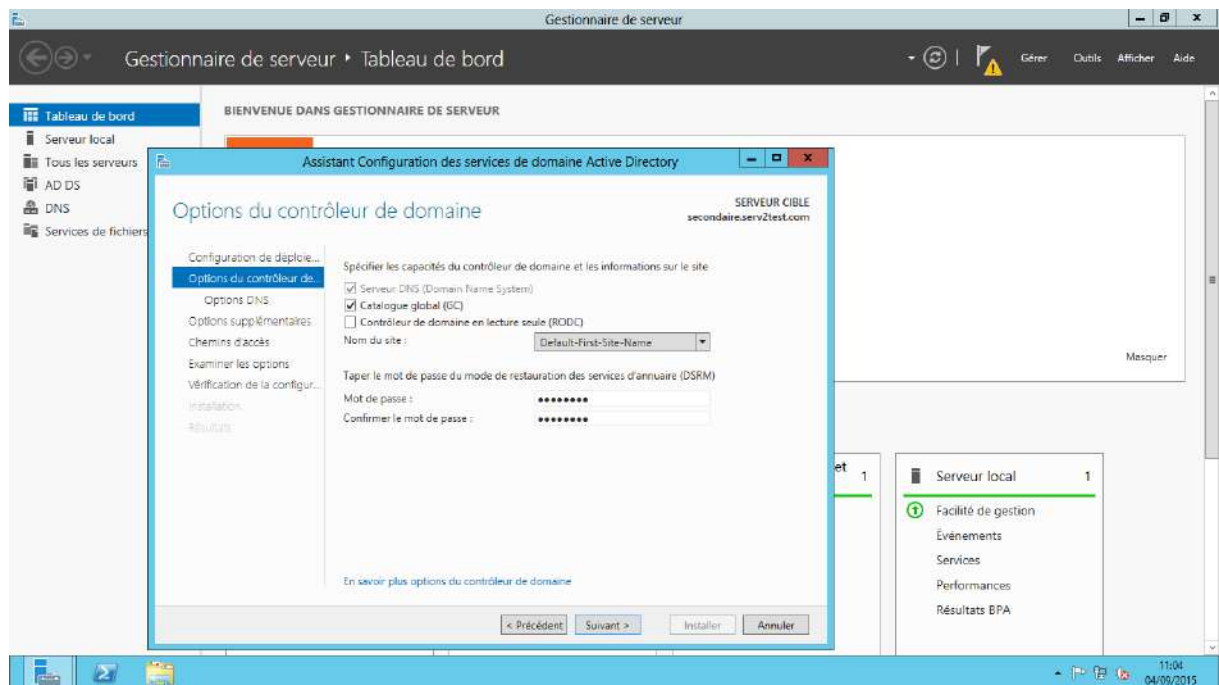 Gestionnaire de serveur
Gestionnaire de serveur • Tableau de bord
Gérer Outils Afficher Aide
Tableau de bord
Serveur local
Tous les serveurs
AD DS
DNS
Services de fichiers
BIENVENUE DANS GESTIONNAIRE DE SERVEUR
Assistant Configuration des services de domaine Active Directory
Options du contrôleur de domaine
SERVEUR CIBLE
secondaire.serv2test.com
Configuration de déploie...
Options du contrôleur de...
Options DNS
Options supplémentaires
Chemins d'accès
Examiner les options
Vérification de la configur...
Installation
Résultats
Spécifier les capacités du contrôleur de domaine et les informations sur le site
Serveur DNS (Domain Name System)
Catalogue global (GC)
Contrôleur de domaine en lecture seule (RODC)
Nom du site :
Default-First-Site-Name
Taper le mot de passe du mode de restauration des services d'annuaire (DSRM)
Mot de passe : ••••••••
Confirmer le mot de passe : ••••••••
En savoir plus options du contrôleur de domaine
< Précédent Suivant > Installer Annuler
Masquer
et 1
Serveur local 1
Facilité de gestion
Événements
Services
Performances
Résultats BPA
11:04
04/09/2015